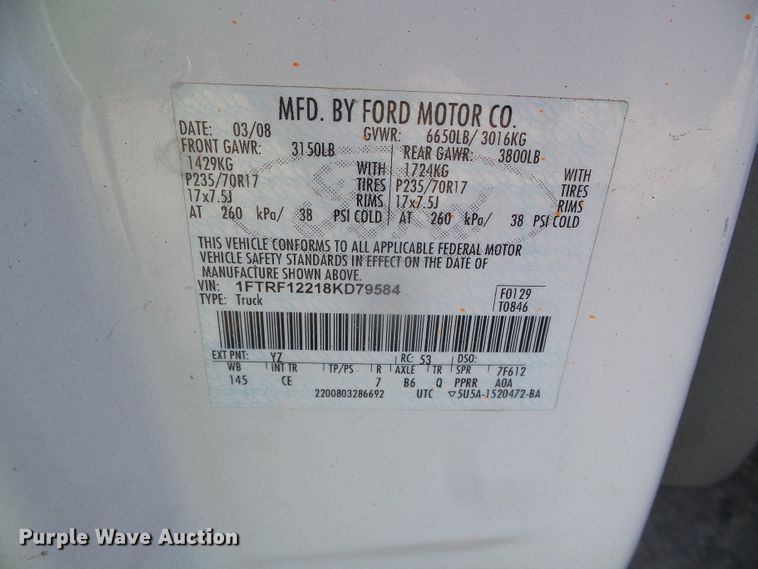 MFD. BY FORD MOTOR CO.
DATE: 03/08 GVWR: 6650LB/ 3016KG
FRONT GAWR: 3150LB REAR GAWR: 3800LB
1429KG WITH 1724KG WITH
P235/70R17 TIRES P235/70R17 TIRES
17x7.5J RIMS 17x7.5J RIMS
AT 260 kPa/ 38 PSI COLD AT 260 kPa/ 38 PSI COLD
THIS VEHICLE CONFORMS TO ALL APPLICABLE FEDERAL MOTOR
VEHICLE SAFETY STANDARDS IN EFFECT ON THE DATE OF
MANUFACTURE SHOWN ABOVE.
VIN: 1FTRF12218KD79584 F0129
TYPE: Truck T0846
EXT PNT: YZ RC: 53 DSO:
WB INT TR TP/PS R AXLE TR SPR 7F612
145 CE 7 B6 Q PPRR A0A
2200803286692 UTC ▽5U5A-1520472-BA
Ford
Purple Wave Auction